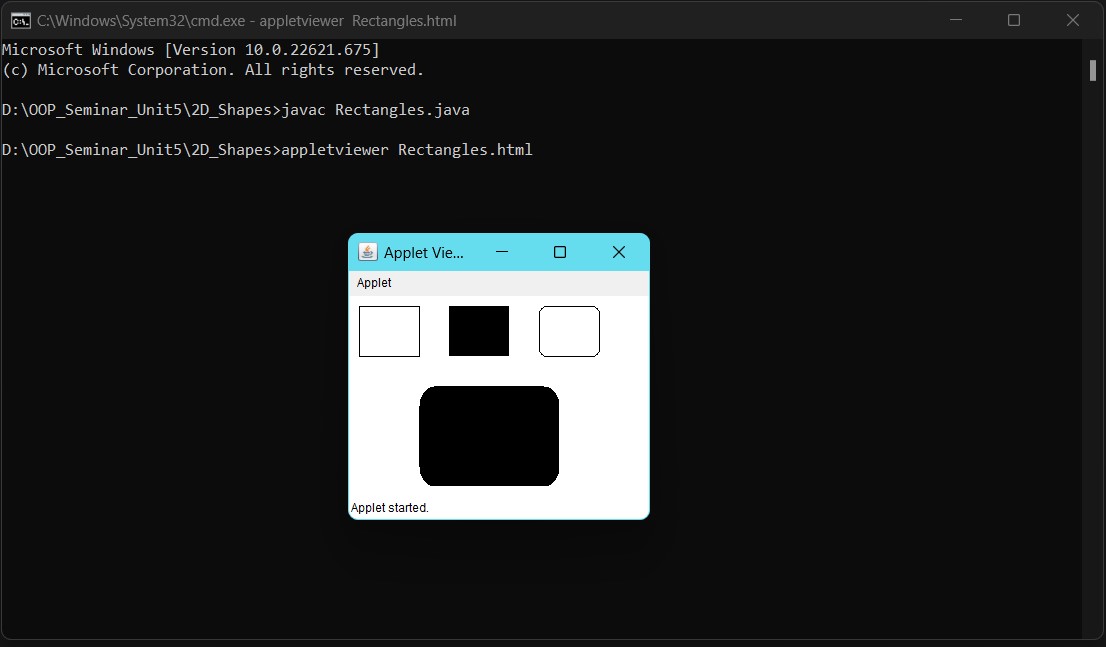 C:\Windows\System32\cmd.exe - appletviewer  Rectangles.html
Microsoft Windows [Version 10.0.22621.675]
(c) Microsoft Corporation. All rights reserved.
D:\OOP_Seminar_Unit5\2D_Shapes>javac Rectangles.java
D:\OOP_Seminar_Unit5\2D_Shapes>appletviewer Rectangles.html
Applet Vie...
Applet
Applet started.